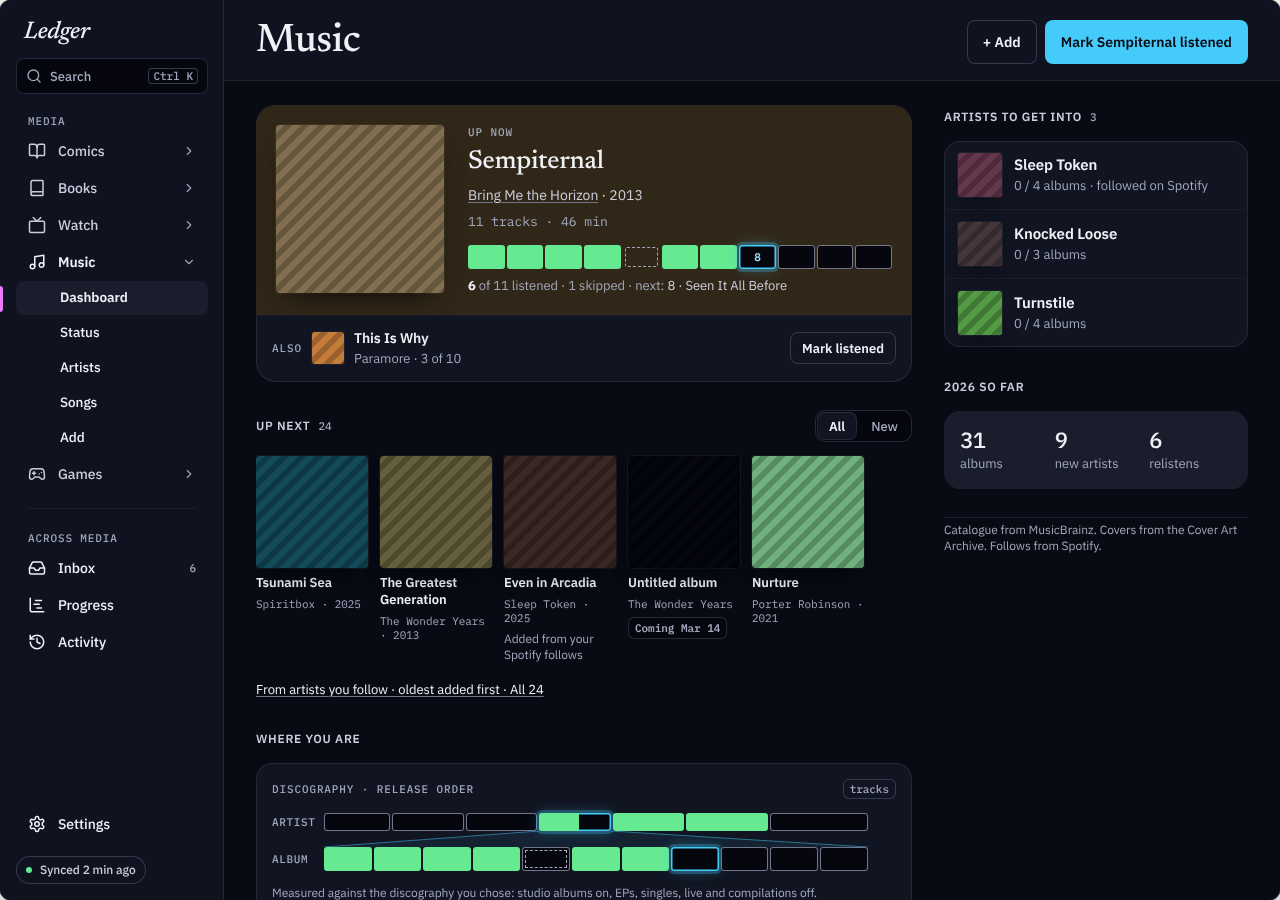 Ledger
Search
Ctrl K
MEDIA
Comics
Books
Watch
Music
Dashboard
Status
Artists
Songs
Add
Games
ACROSS MEDIA
Inbox 6
Progress
Activity
Settings
Synced 2 min ago
Music
+ Add
Mark Sempiternal listened
UP NOW
Sempiternal
Bring Me the Horizon · 2013
11 tracks · 46 min
8
6 of 11 listened · 1 skipped · next: 8 · Seen It All Before
ALSO
This Is Why
Paramore · 3 of 10
Mark listened
UP NEXT 24
All
New
Tsunami Sea
Spiritbox · 2025
The Greatest
Generation
The Wonder Years
· 2013
Even in Arcadia
Sleep Token ·
2025
Added from your
Spotify follows
Untitled album
The Wonder Years
Coming Mar 14
Nurture
Porter Robinson ·
2021
From artists you follow · oldest added first · All 24
WHERE YOU ARE
DISCOGRAPHY · RELEASE ORDER
tracks
ARTIST
ALBUM
Measured against the discography you chose: studio albums on, EPs, singles, live and compilations off.
ARTISTS TO GET INTO 3
Sleep Token
0 / 4 albums · followed on Spotify
Knocked Loose
0 / 3 albums
Turnstile
0 / 4 albums
2026 SO FAR
31
albums
9
new artists
6
relistens
Catalogue from MusicBrainz. Covers from the Cover Art
Archive. Follows from Spotify.